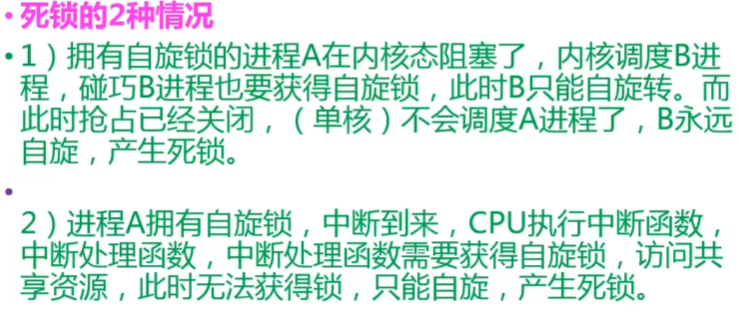 • 死锁的2种情况
• 1）拥有自旋锁的进程A在内核态阻塞了，内核调度B进
程，碰巧B进程也要获得自旋锁，此时B只能自旋转。而
此时抢占已经关闭，（单核）不会调度A进程了，B永远
自旋，产生死锁。
•
2）进程A拥有自旋锁，中断到来，CPU执行中断函数，
中断处理函数，中断处理函数需要获得自旋锁，访问共
享资源，此时无法获得锁，只能自旋，产生死锁。